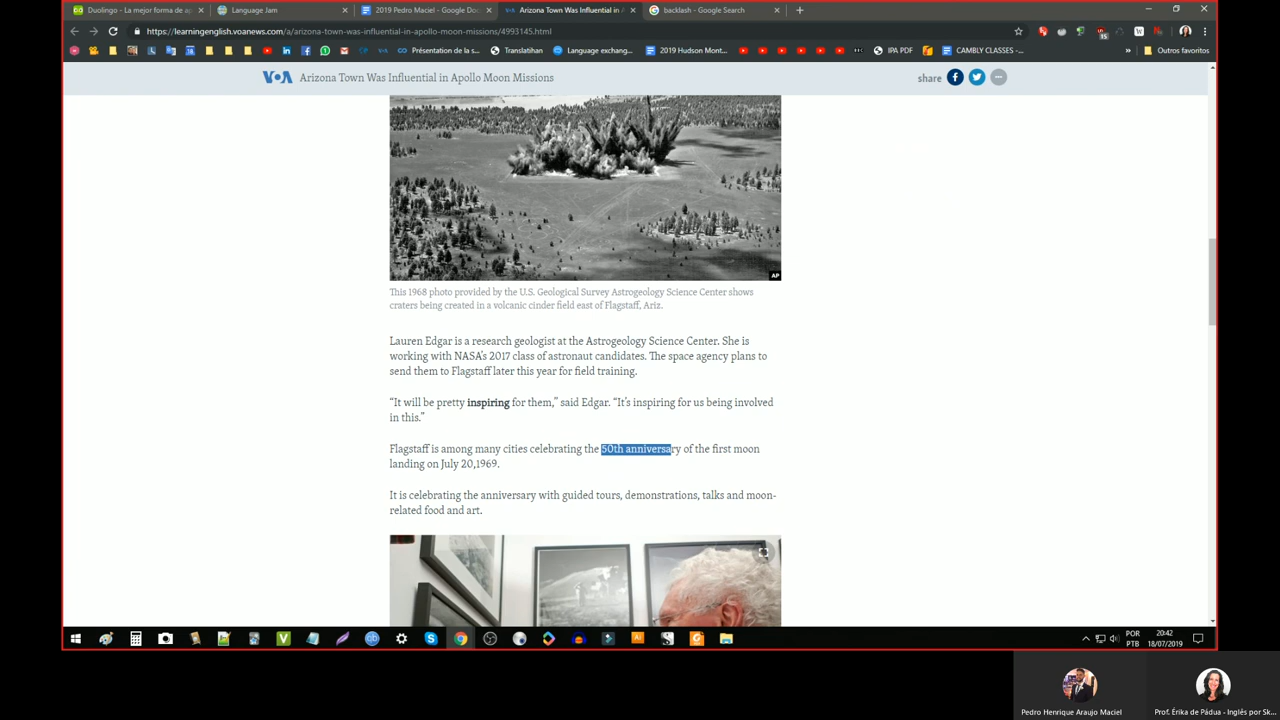 Duolingo - La mejor forma de ap
Language Jam
2019 Pedro Maciel - Google Doc
Arizona Town Was Influential in A
backlash - Google Search
https://learningenglish.voanews.com/a/arizona-town-was-influential-in-apollo-moon-missions/4993145.html
Présentation de la s...
Translatihan
Language exchang...
2019 Hudson Mont...
IPA PDF
CAMBLY CLASSES -...
Outros favoritos
VOA Arizona Town Was Influential in Apollo Moon Missions
share
AP
This 1968 photo provided by the U.S. Geological Survey Astrogeology Science Center shows
craters being created in a volcanic cinder field east of Flagstaff, Ariz.
Lauren Edgar is a research geologist at the Astrogeology Science Center. She is
working with NASA's 2017 class of astronaut candidates. The space agency plans to
send them to Flagstaff later this year for field training.
“It will be pretty inspiring for them,” said Edgar. “It’s inspiring for us being involved
in this.”
Flagstaff is among many cities celebrating the 50th anniversary of the first moon
landing on July 20,1969.
It is celebrating the anniversary with guided tours, demonstrations, talks and moon-
related food and art.
POR
PTB
20:42
18/07/2019
Pedro Henrique Araujo Maciel
Prof. Érika de Pádua - Inglês por Sk...